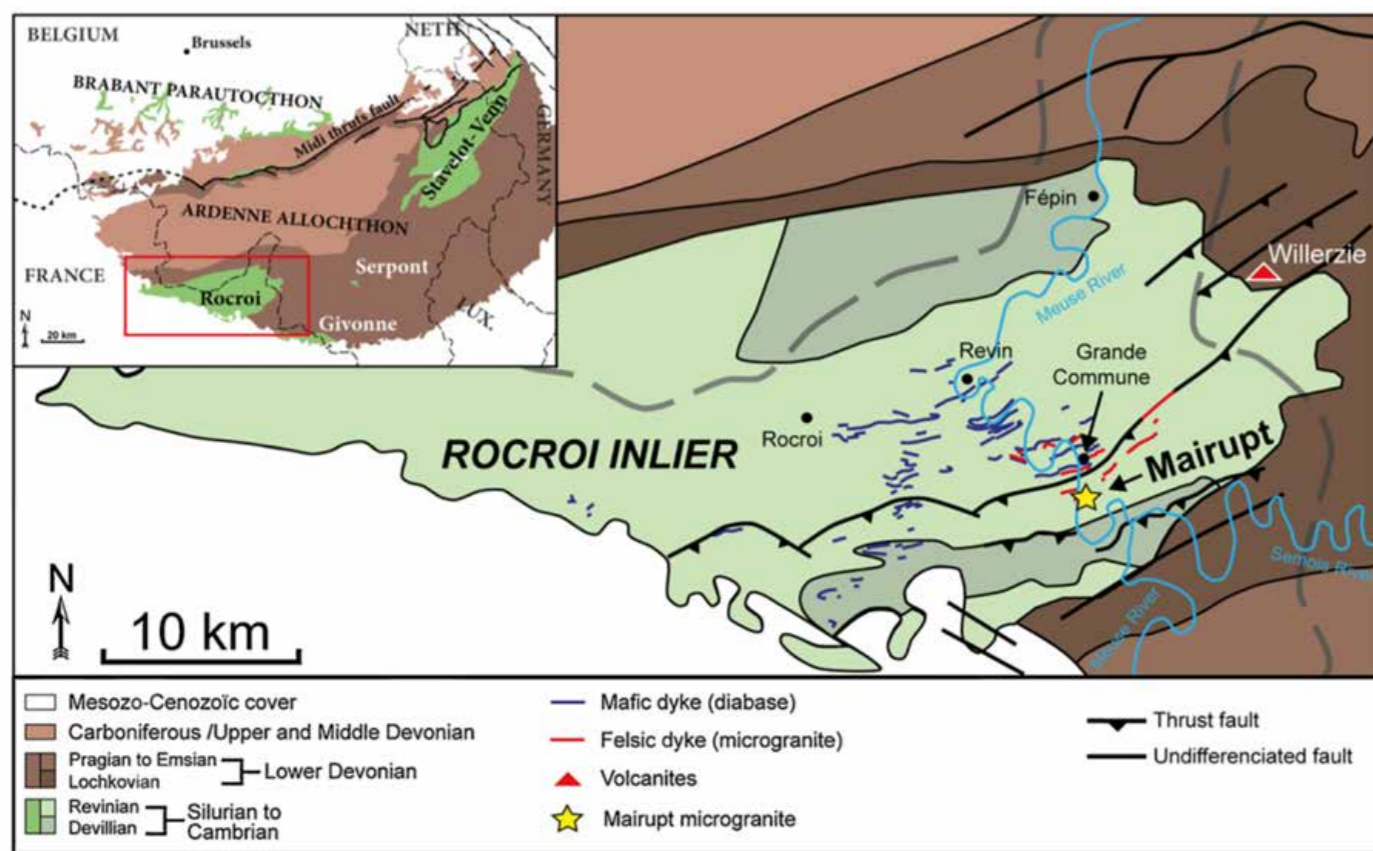 BELGIUM
Brussels
NETH
BRABANT PARAUTOCTHON
Midi thruts fault
Stavelot-Venn
GERMANY
ARDENNE ALLOCHTHON
Serpont
FRANCE
Rocroi
Givonne
LUX.
N
20 km
Fépin
Willerzie
Meuse River
Revin
Grande
Commune
Rocroi
ROCROI INLIER
Mairupt
Semois River
Meuse River
N
10 km
Mesozo-Cenozoïc cover
Carboniferous /Upper and Middle Devonian
Pragian to Emsian
Lochkovian
Lower Devonian
Revinian
Devillian
Silurian to
Cambrian
Mafic dyke (diabase)
Felsic dyke (microgranite)
Volcanites
Mairupt microgranite
Thrust fault
Undifferenciated fault